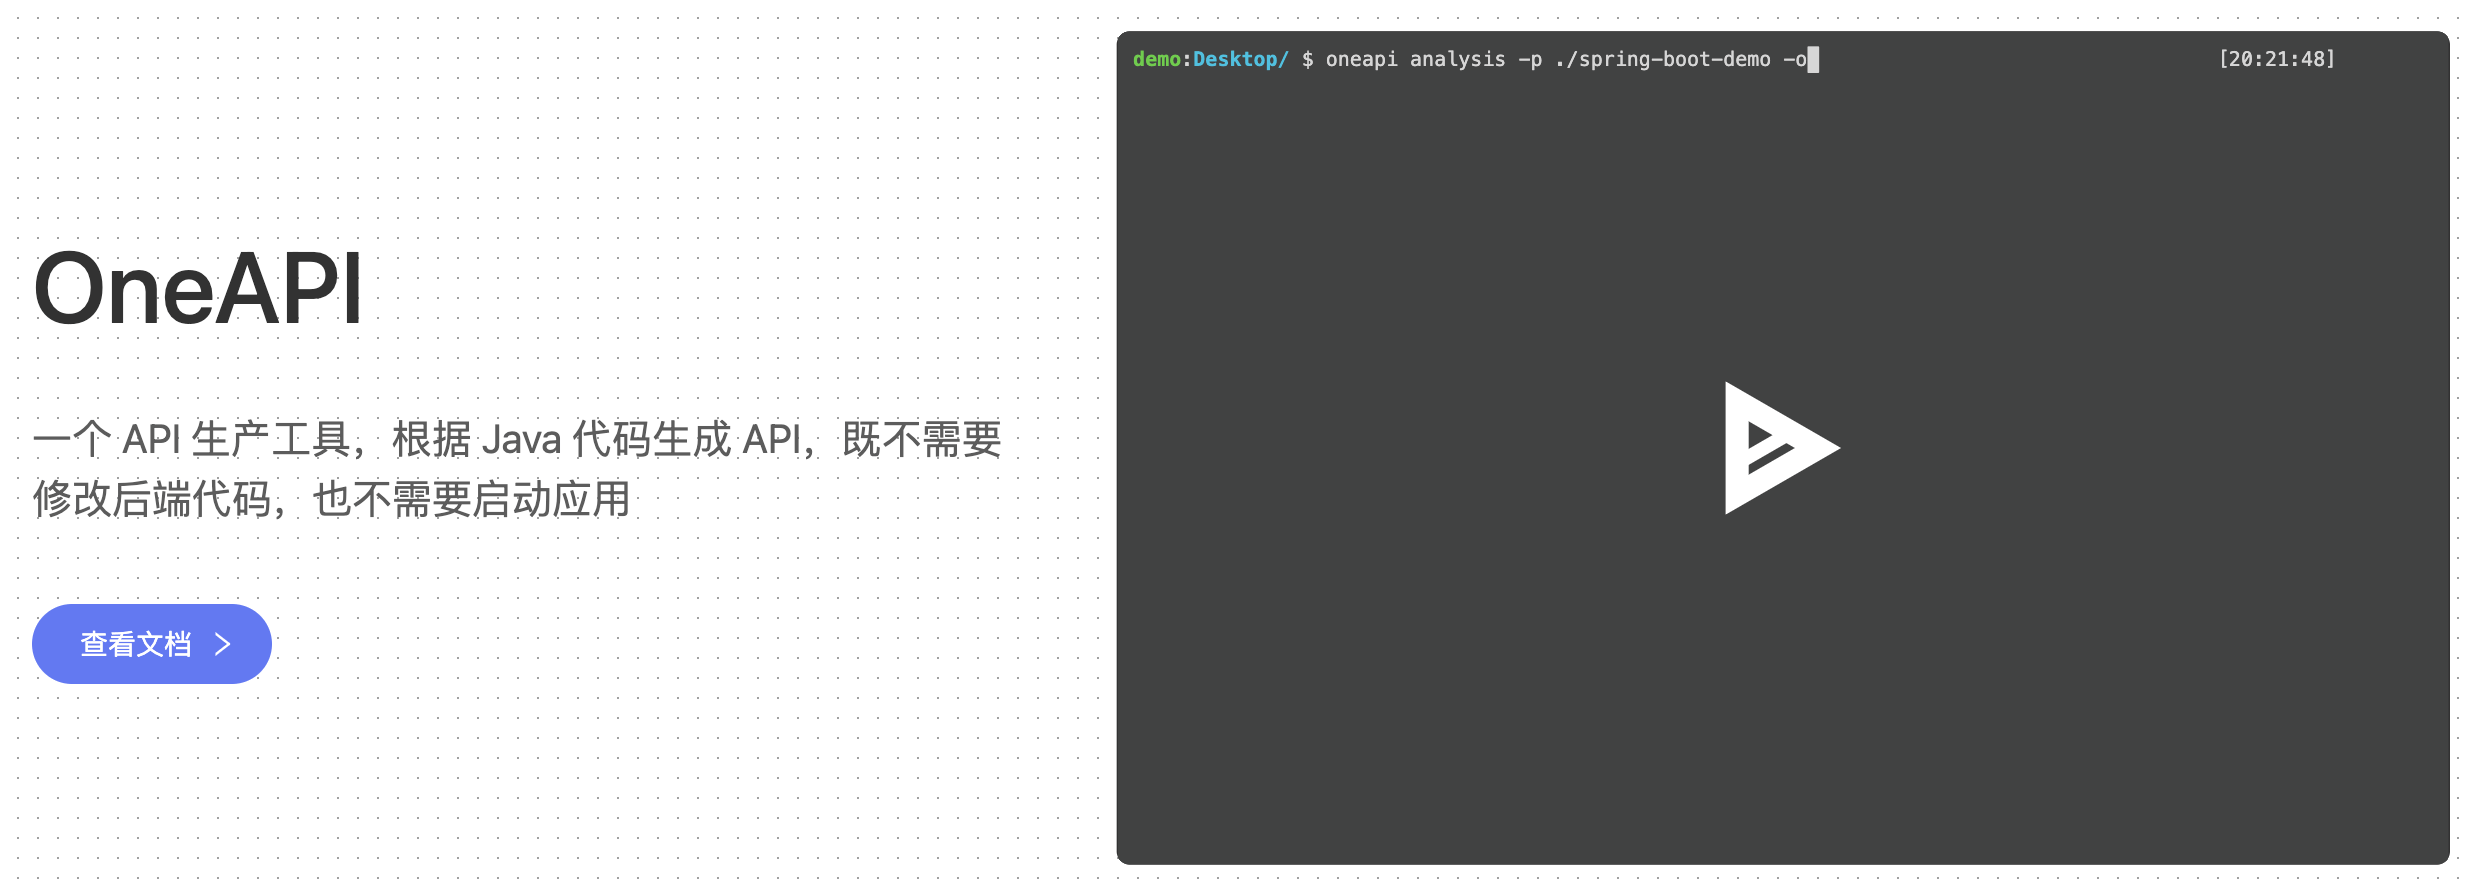 OneAPI
一个 API 生产工具，根据 Java 代码生成 API，既不需要
修改后端代码，也不需要启动应用
查看文档 >
demo:Desktop/ $ oneapi analysis -p ./spring-boot-demo -o [20:21:48]